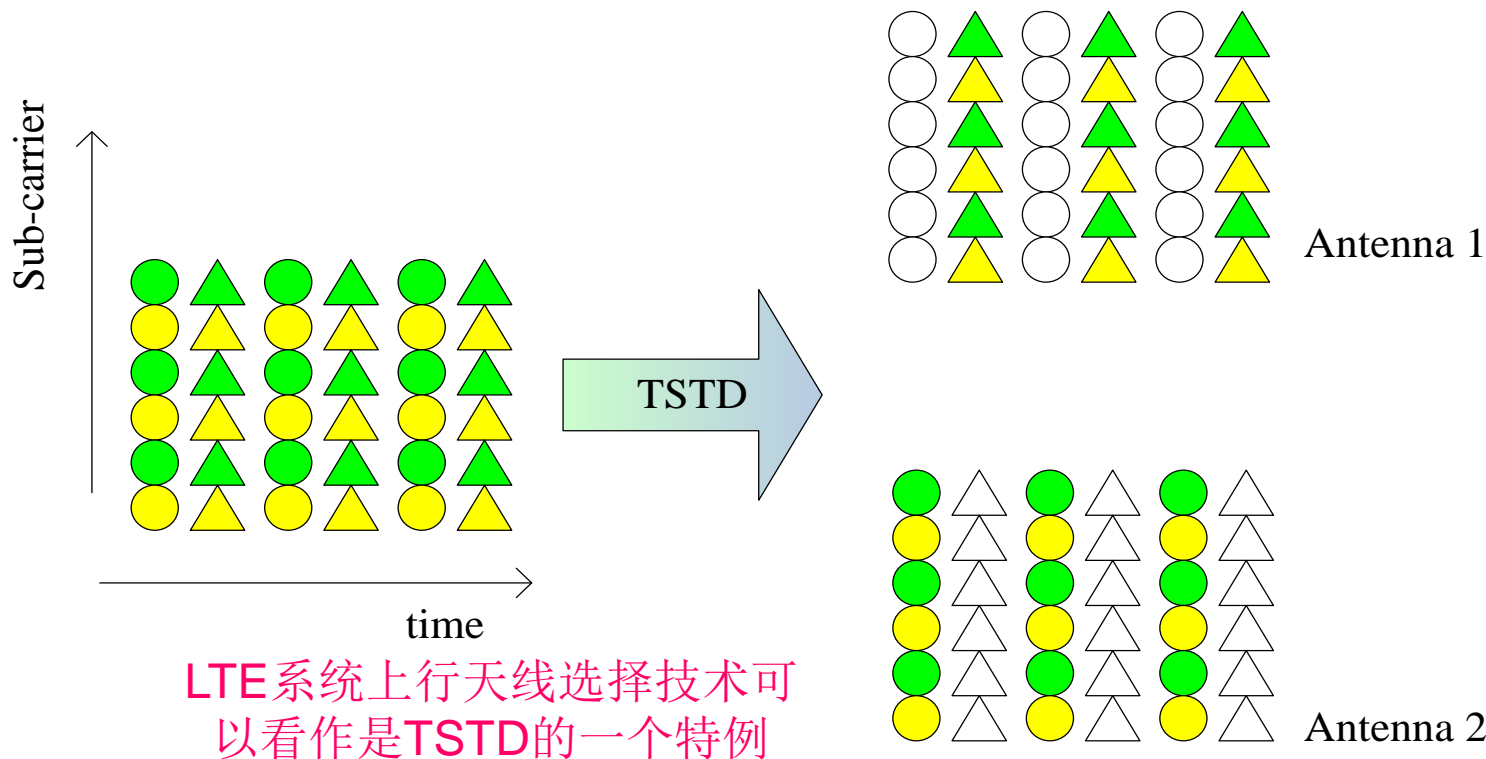 Sub-carrier
time
LTE系统上行天线选择技术可
以看作是TSTD的一个特例
TSTD
Antenna 1
Antenna 2